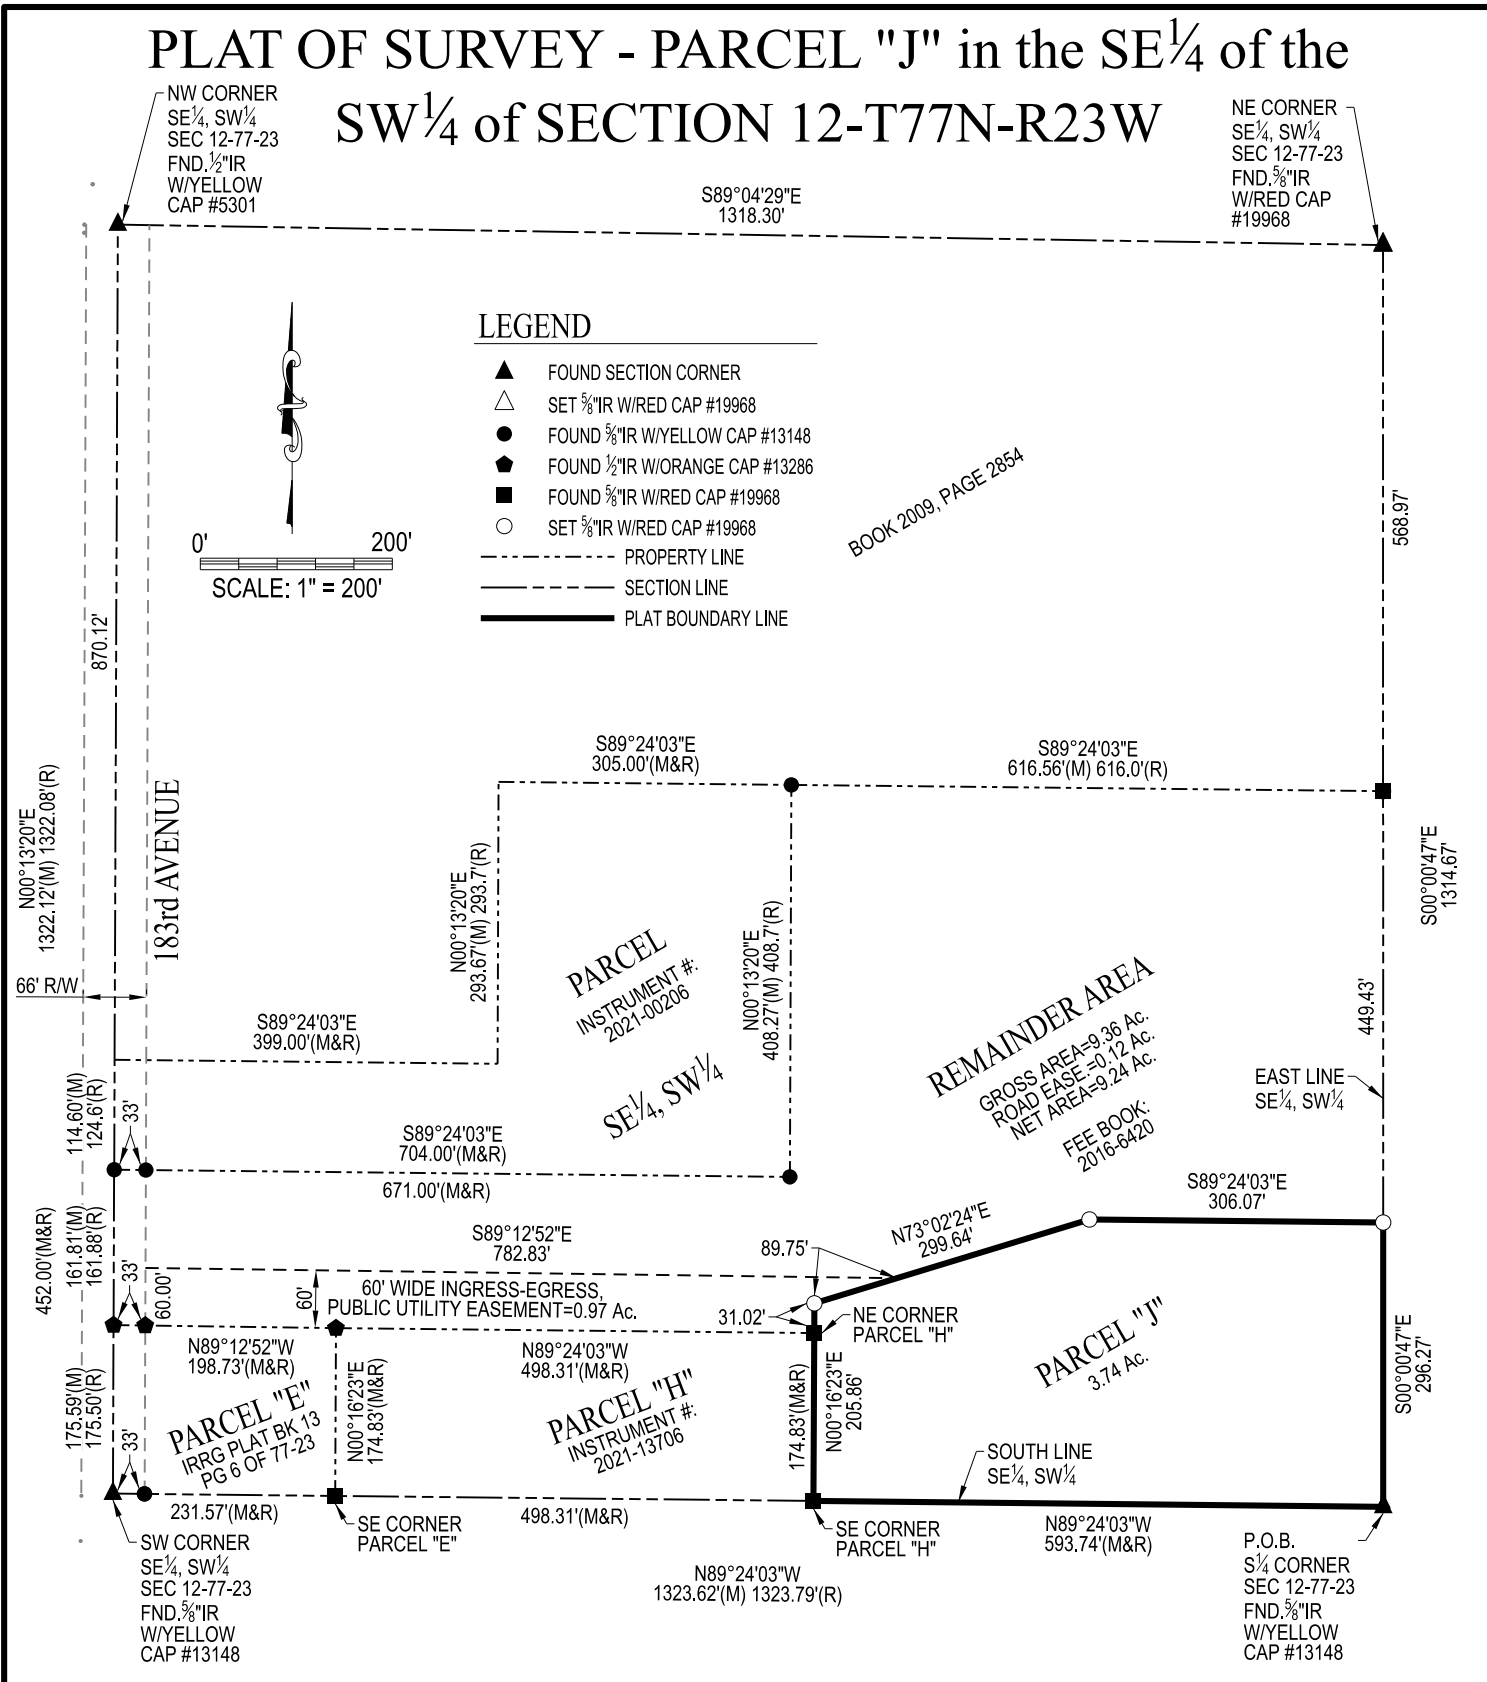 PLAT OF SURVEY - PARCEL "J" in the SE¼ of the
SW¼ of SECTION 12-T77N-R23W
NW CORNER
SE¼, SW¼
SEC 12-77-23
FND.½"IR
W/YELLOW
CAP #5301
NE CORNER
SE¼, SW¼
SEC 12-77-23
FND.⅝"IR
W/RED CAP
#19968
S89°04'29"E
1318.30'
LEGEND
FOUND SECTION CORNER
SET ⅝"IR W/RED CAP #19968
FOUND ⅝"IR W/YELLOW CAP #13148
FOUND ½"IR W/ORANGE CAP #13286
FOUND ⅝"IR W/RED CAP #19968
SET ⅝"IR W/RED CAP #19968
PROPERTY LINE
SECTION LINE
PLAT BOUNDARY LINE
0' 200'
SCALE: 1" = 200'
BOOK 2009, PAGE 2854
568.97'
870.12'
N00°13'20"E
1322.12'(M) 1322.08'(R)
183rd AVENUE
66' R/W
S89°24'03"E
305.00'(M&R)
S89°24'03"E
616.56'(M) 616.0'(R)
N00°13'20"E
293.67'(M) 293.7'(R)
PARCEL
INSTRUMENT #:
2021-00206
N00°13'20"E
408.27'(M) 408.7'(R)
SE¼, SW¼
S00°00'47"E
1314.67'
449.43'
REMAINDER AREA
GROSS AREA=9.36 Ac.
ROAD EASE.=0.12 Ac.
NET AREA=9.24 Ac.
FEE BOOK:
2016-6420
EAST LINE
SE¼, SW¼
S89°24'03"E
399.00'(M&R)
114.60'(M)
124.6'(R)
33'
S89°24'03"E
704.00'(M&R)
671.00'(M&R)
S89°24'03"E
306.07'
N73°02'24"E
299.64'
89.75'
452.00'(M&R)
161.81'(M)
161.88'(R)
33'
60.00'
S89°12'52"E
782.83'
60'
60' WIDE INGRESS-EGRESS,
PUBLIC UTILITY EASEMENT=0.97 Ac.
31.02'
NE CORNER
PARCEL "H"
N89°12'52"W
198.73'(M&R)
N89°24'03"W
498.31'(M&R)
PARCEL "J"
3.74 Ac.
S00°00'47"E
296.27'
175.59'(M)
175.50'(R)
33'
PARCEL "E"
IRRG PLAT BK 13
PG 6 OF 77-23
N00°16'23"E
174.83'(M&R)
PARCEL "H"
INSTRUMENT #:
2021-13706
174.83'(M&R)
N00°16'23"E
205.86'
SOUTH LINE
SE¼, SW¼
231.57'(M&R)
SE CORNER
PARCEL "E"
498.31'(M&R)
SE CORNER
PARCEL "H"
N89°24'03"W
593.74'(M&R)
N89°24'03"W
1323.62'(M) 1323.79'(R)
SW CORNER
SE¼, SW¼
SEC 12-77-23
FND.⅝"IR
W/YELLOW
CAP #13148
P.O.B.
S¼ CORNER
SEC 12-77-23
FND.⅝"IR
W/YELLOW
CAP #13148